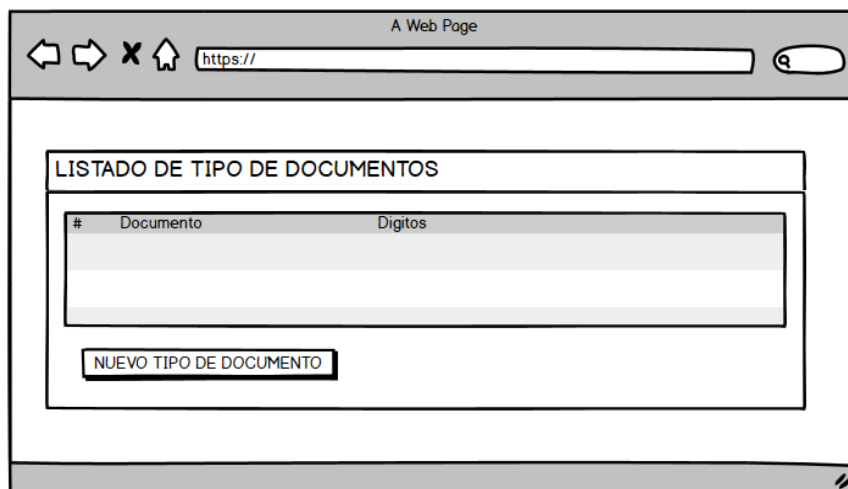 A Web Page
https://
LISTADO DE TIPO DE DOCUMENTOS
# Documento Digitos
NUEVO TIPO DE DOCUMENTO